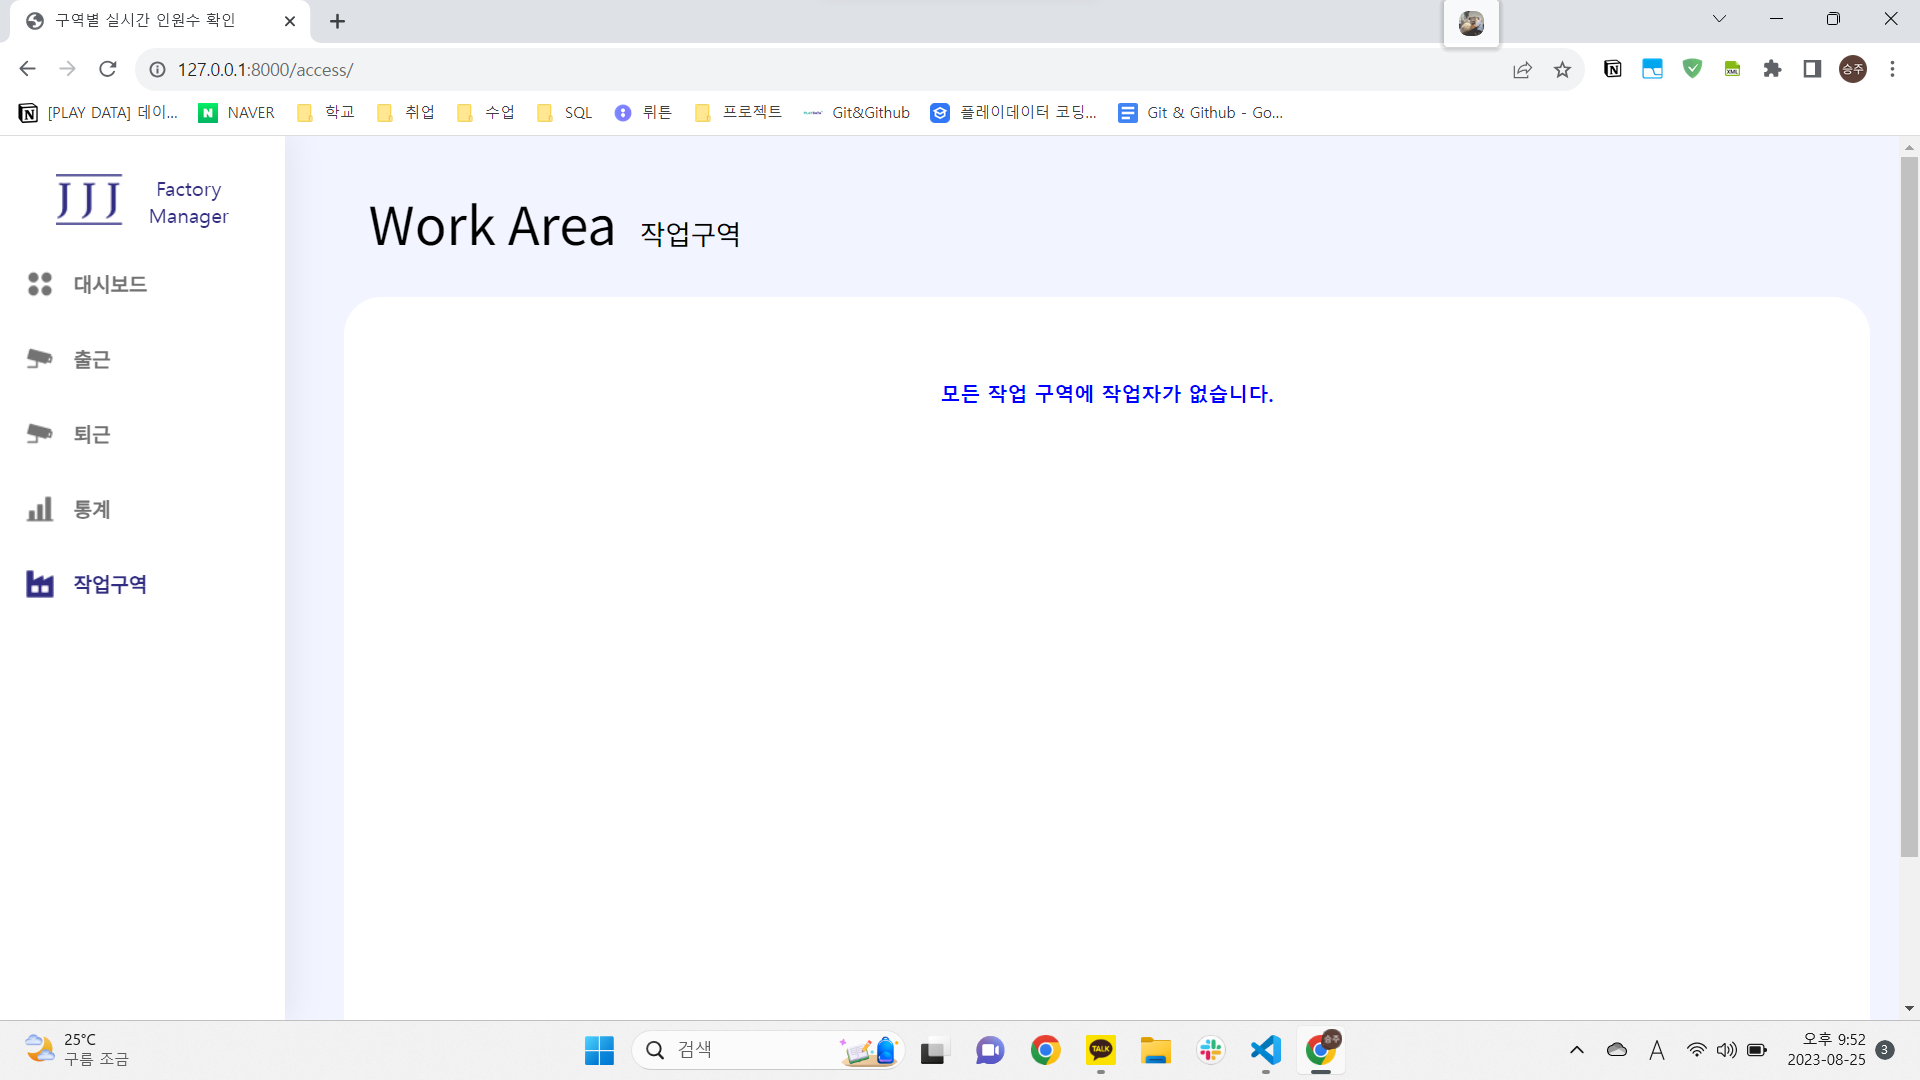 구역별 실시간 인원수 확인
127.0.0.1:8000/access/
승주
[PLAY DATA] 데이...
NAVER
학교
취업
수업
SQL
뤼튼
프로젝트
Git&Github
플레이데이터 코딩...
Git & Github - Go...
JJJ
Factory
Manager
Work Area 작업구역
대시보드
출근
퇴근
통계
작업구역
모든 작업 구역에 작업자가 없습니다.
25°C
구름 조금
검색
TALK
승주
A
오후 9:52
2023-08-25
3